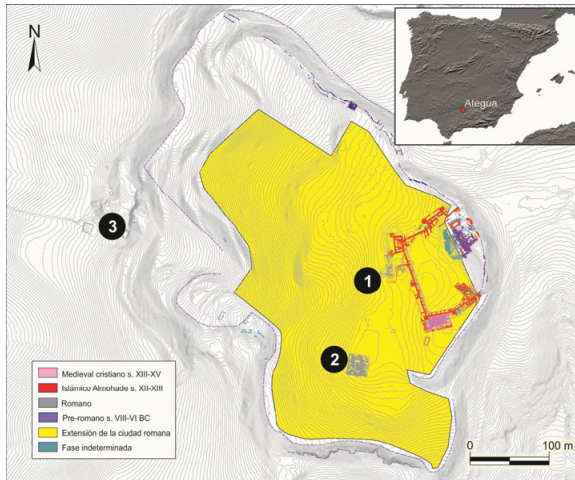 N
Ategua
1
2
3
Medieval cristiano s. XIII-XV
Islámico Almohade s. XII-XIII
Romano
Pre-romano s. VIII-VI BC
Extensión de la ciudad romana
Fase indeterminada
0 100 m